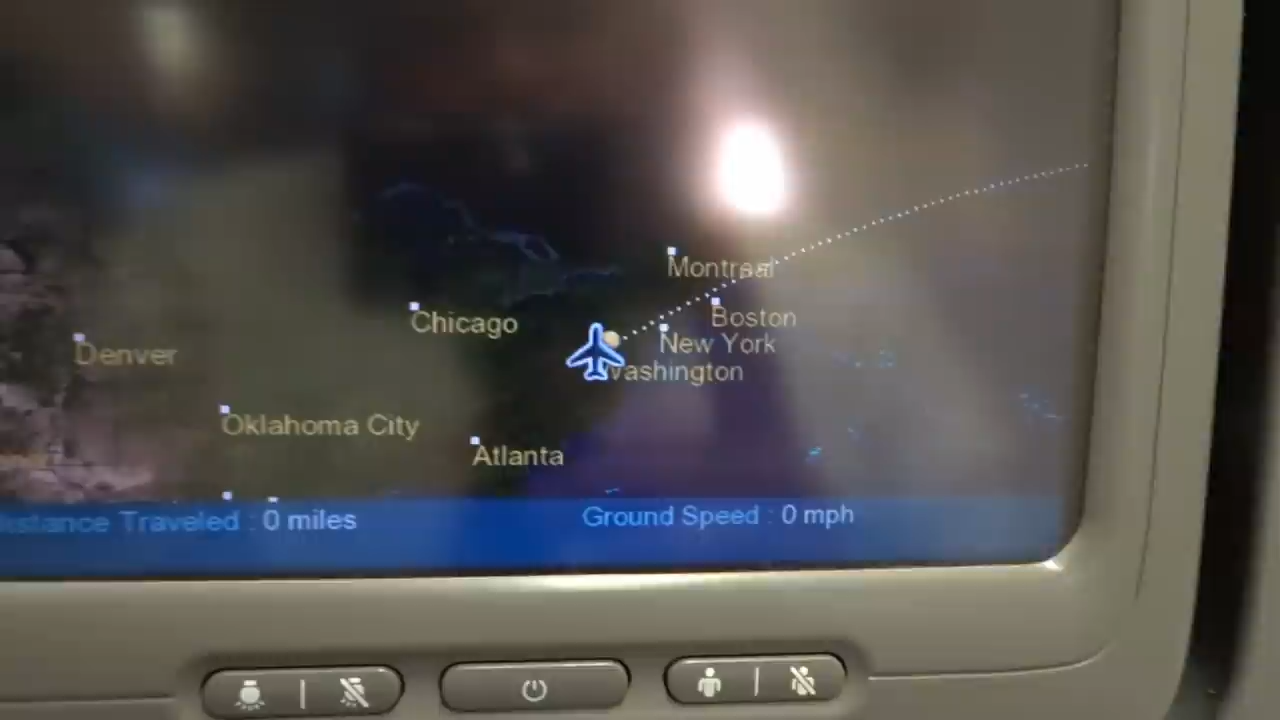 Montreal
Boston
Chicago
New York
Denver
Washington
Oklahoma City
Atlanta
Distance Traveled : 0 miles
Ground Speed : 0 mph